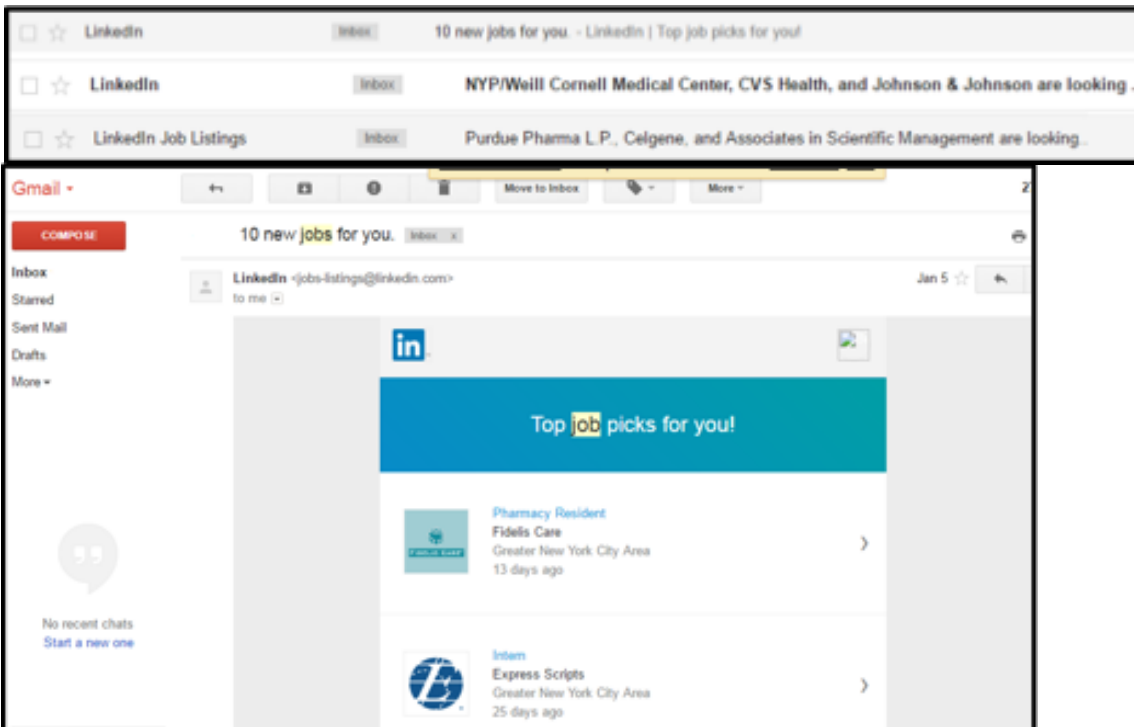 LinkedIn Inbox 10 new jobs for you. - LinkedIn | Top job picks for you!
LinkedIn Inbox NYP/Weill Cornell Medical Center, CVS Health, and Johnson & Johnson are looking .
LinkedIn Job Listings Inbox Purdue Pharma L.P., Celgene, and Associates in Scientific Management are looking..
Gmail
Move to Inbox
More
COMPOSE
10 new jobs for you. Inbox x
Inbox
Starred
Sent Mail
Drafts
More
LinkedIn <jobs-listings@linkedin.com>
to me
Jan 5
in
Top job picks for you!
FIDELIS CARE
Pharmacy Resident
Fidelis Care
Greater New York City Area
13 days ago
Intern
Express Scripts
Greater New York City Area
25 days ago
No recent chats
Start a new one